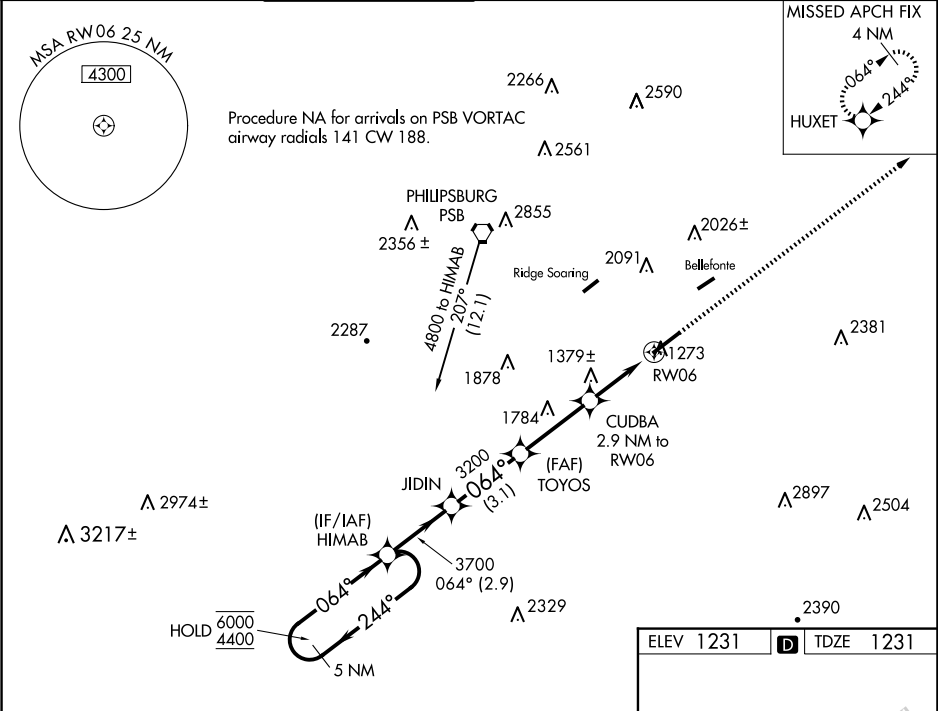 MSA RW06 25 NM
4300
Procedure NA for arrivals on PSB VORTAC
airway radials 141 CW 188.
MISSED APCH FIX
4 NM
064°
244°
HUXET
2266
2590
2561
PHILIPSBURG
PSB
2855
2356 ±
2026±
2091
Ridge Soaring
Bellefonte
4800 to HIMAB
207°
(12.1)
2287
2381
1379±
1273
RW06
1878
1784
CUDBA
2.9 NM to
RW06
3200
064°
(3.1)
(FAF)
TOYOS
JIDIN
2974±
3217±
(IF/IAF)
HIMAB
2897
2504
3700
064° (2.9)
064°
244°
2329
2390
HOLD
6000
4400
5 NM
ELEV 1231
D
TDZE 1231